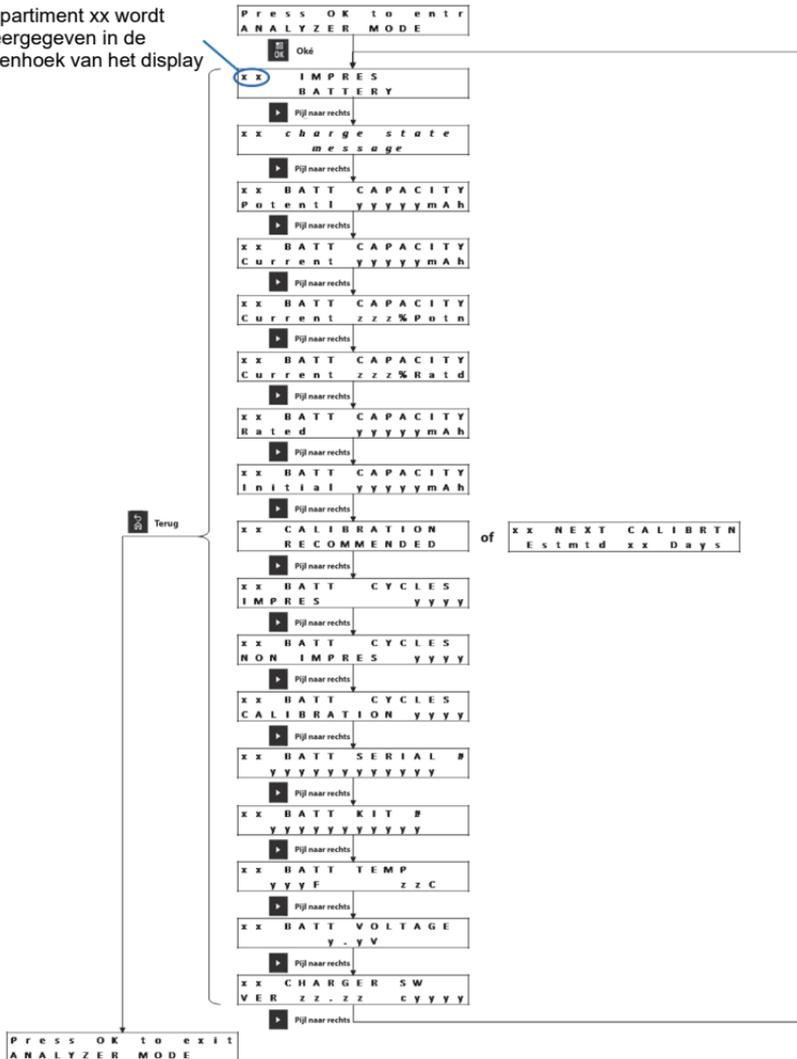 partiment xx wordt
eergegeven in de
enhoek van het display
Press OK to entr
ANALYZER MODE
OK Oké
xx IMPRES
BATTERY
Pijl naar rechts
xx charge state
message
Pijl naar rechts
xx BATT CAPACITY
Potentl yyyyymAh
Pijl naar rechts
xx BATT CAPACITY
Current yyyyymAh
Pijl naar rechts
xx BATT CAPACITY
Current zzz%Potn
Pijl naar rechts
xx BATT CAPACITY
Current zzz%Ratd
Pijl naar rechts
xx BATT CAPACITY
Rated yyyyymAh
Pijl naar rechts
xx BATT CAPACITY
Initial yyyyymAh
Pijl naar rechts
Terug
xx CALIBRATION
RECOMMENDED
of
xx NEXT CALIBRTN
Estmtd xx Days
Pijl naar rechts
xx BATT CYCLES
IMPRES yyyy
Pijl naar rechts
xx BATT CYCLES
NON IMPRES yyyy
Pijl naar rechts
xx BATT CYCLES
CALIBRATION yyyy
Pijl naar rechts
xx BATT SERIAL #
yyyyyyyyyyyy
Pijl naar rechts
xx BATT KIT #
yyyyyyyyyyy
Pijl naar rechts
xx BATT TEMP
yyyF zzC
Pijl naar rechts
xx BATT VOLTAGE
y.yV
Pijl naar rechts
xx CHARGER SW
VER zz.zz cyyyy
Pijl naar rechts
Press OK to exit
ANALYZER MODE